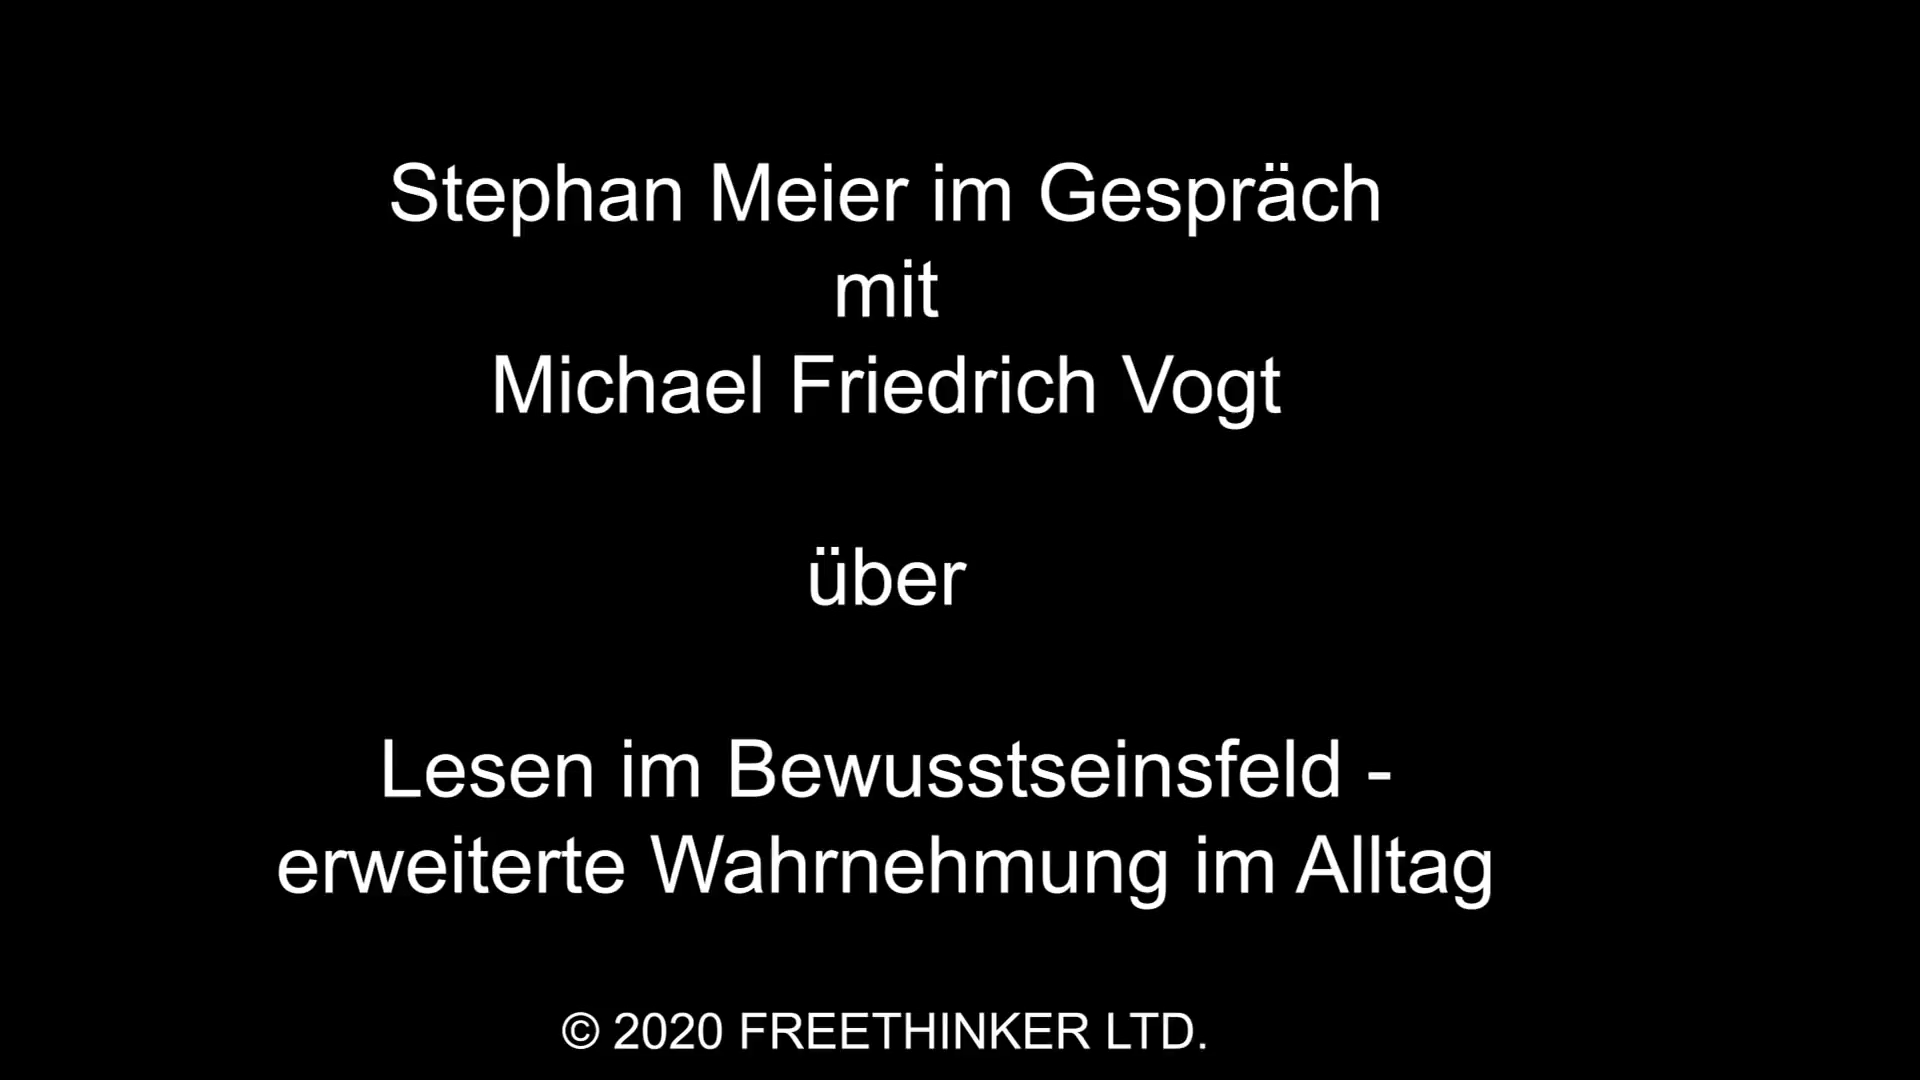 Stephan Meier im Gespräch
mit
Michael Friedrich Vogt
über
Lesen im Bewusstseinsfeld -
erweiterte Wahrnehmung im Alltag
© 2020 FREETHINKER LTD.